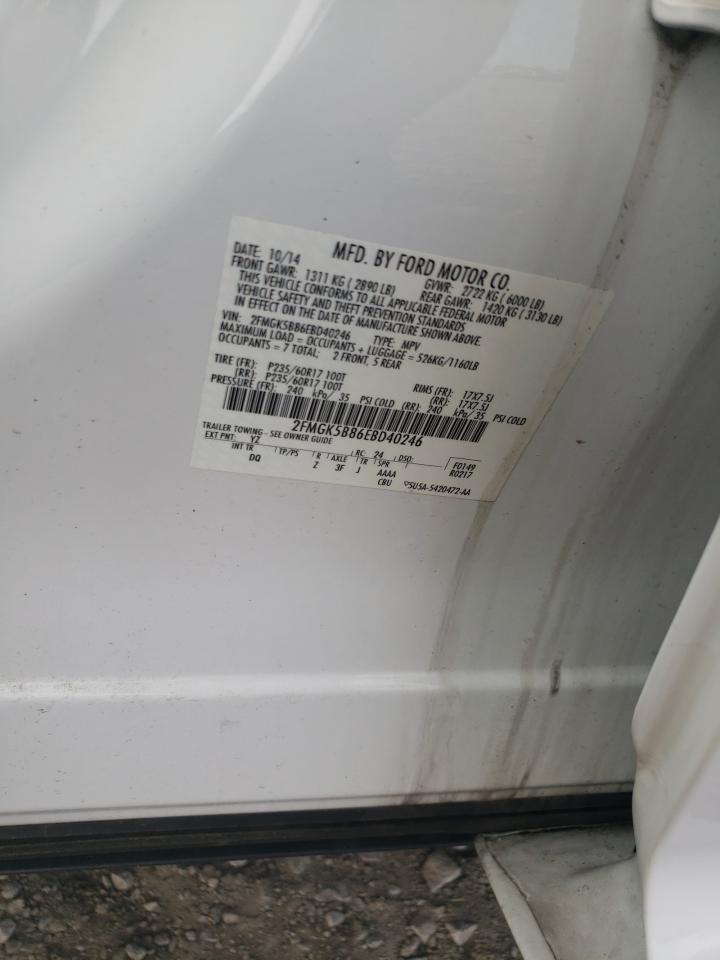 MFD. BY FORD MOTOR CO.
DATE: 10/14 GVWR: 2722 KG ( 6000 LB)
FRONT GAWR: 1311 KG ( 2890 LB) REAR GAWR: 1420 KG ( 3130 LB)
THIS VEHICLE CONFORMS TO ALL APPLICABLE FEDERAL MOTOR
VEHICLE SAFETY AND THEFT PREVENTION STANDARDS
IN EFFECT ON THE DATE OF MANUFACTURE SHOWN ABOVE.
VIN: 2FMGK5B86EBD40246 TYPE: MPV
MAXIMUM LOAD = OCCUPANTS + LUGGAGE = 526KG/1160LB
OCCUPANTS = 7 TOTAL; 2 FRONT, 5 REAR
TIRE (FR): P235/60R17 100T RIMS (FR): 17X7.5J
(RR): P235/60R17 100T (RR): 17X7.5J
PRESSURE (FR): 240 kPa/ 35 PSI COLD (RR): 240 kPa/ 35 PSI COLD
2FMGK5B86EBD40246
TRAILER TOWING - SEE OWNER GUIDE
EXT PNT: YZ RC: 24 DSO: F0149
INT TR TP/PS R AXLE TR SPR R0217
DQ Z 3F J AAAA
CBU 5U5A-5420472-AA